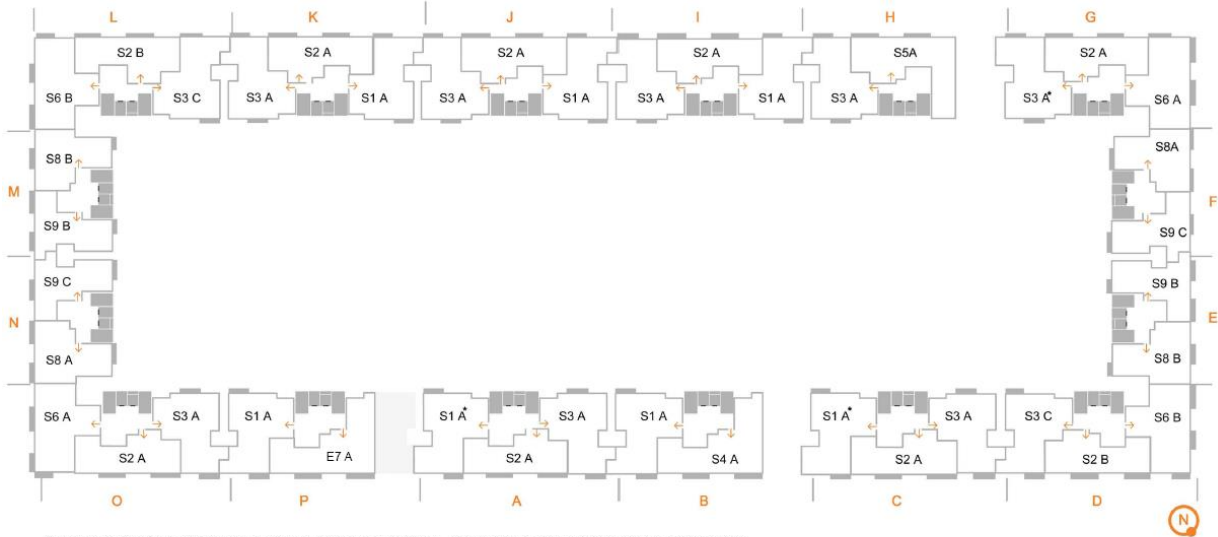 L K J I H G
S2 B S2 A S2 A S2 A S5A S2 A
S6 B S3 C S3 A S1 A S3 A S1 A S3 A S1 A S3 A S3 A* S6 A
S8 B S8A
M F
S9 B S9 C
S9 C S9 B
N E
S8 A S8 B
S6 A S3 A S1 A S1 A* S3 A S1 A S1 A* S3 A S3 C S6 B
S2 A E7 A S2 A S4 A S2 A S2 B
O P A B C D
N